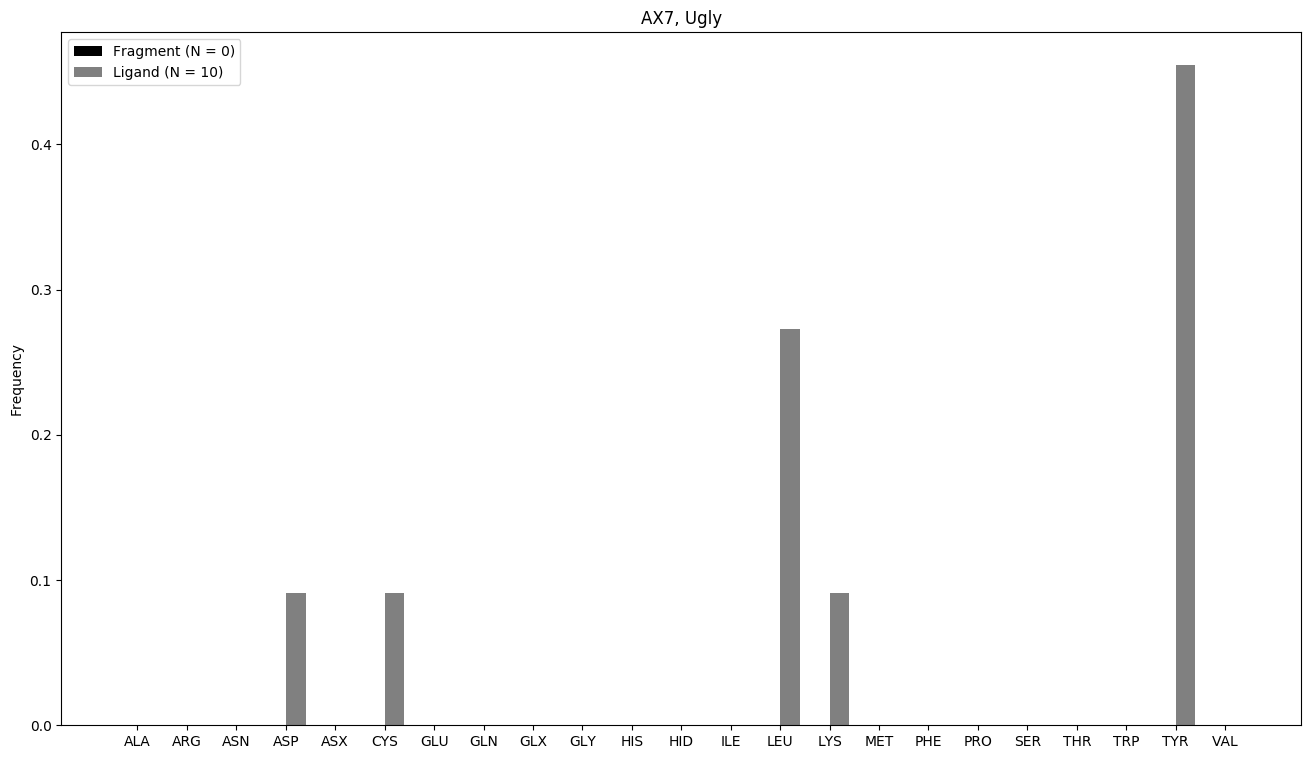 AX7, Ugly
Fragment (N = 0)
Ligand (N = 10)
Frequency
0.4
0.3
0.2
0.1
0.0
ALA ARG ASN ASP ASX CYS GLU GLN GLX GLY HIS HID ILE LEU LYS MET PHE PRO SER THR TRP TYR VAL